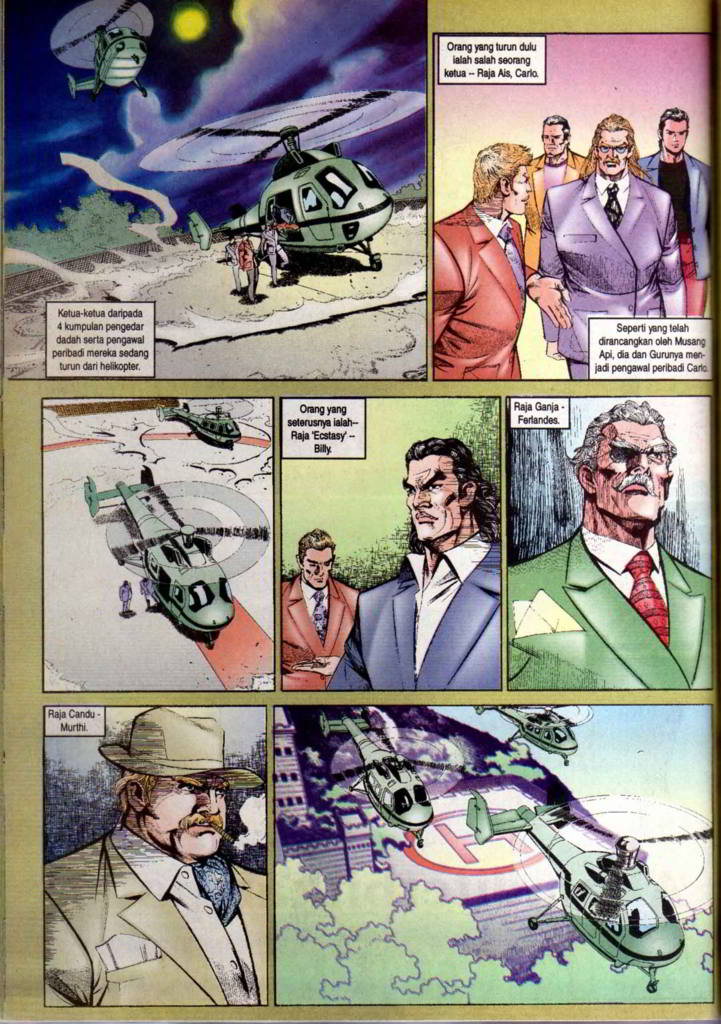 Ketua-ketua daripada
4 kumpulan pengedar
dadah serta pengawal
peribadi mereka sedang
turun dari helikopter.
Orang yang turun dulu
ialah salah seorang
ketua -- Raja Ais, Carlo.
Seperti yang telah
dirancangkan oleh Musang
Api, dia dan Gurunya men-
jadi pengawal peribadi Carlo.
Orang yang
seterusnya ialah--
Raja 'Ecstasy' --
Billy.
Raja Ganja -
Ferlandes.
Raja Candu -
Murthi.
H